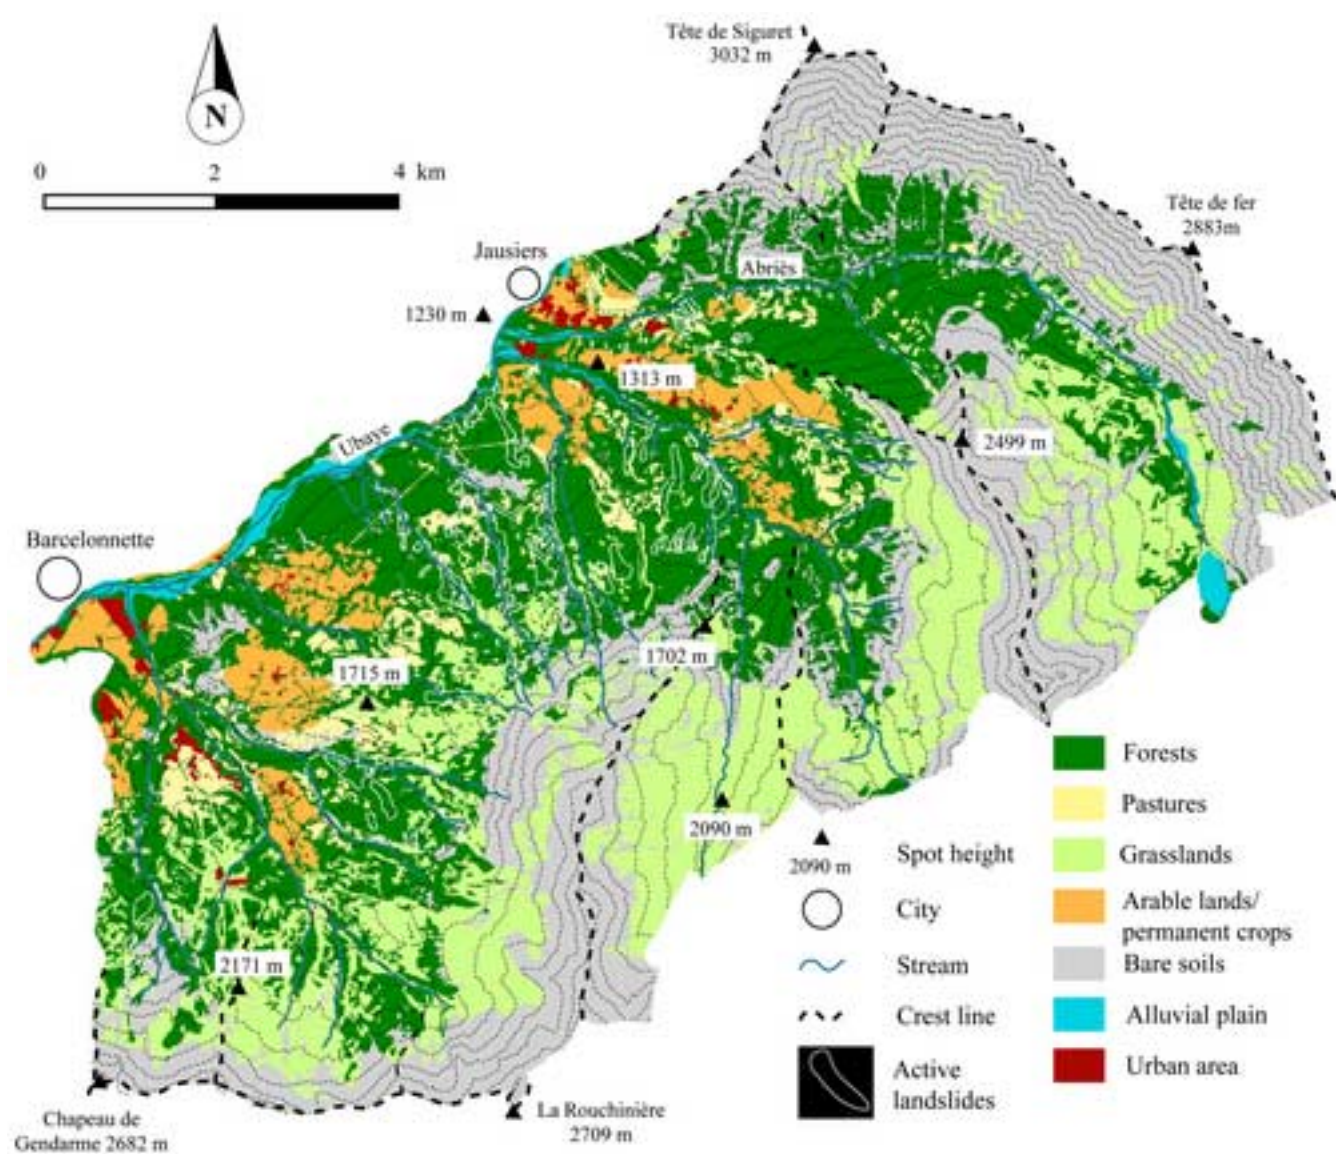 Tête de Siguret
3032 m
N
0 2 4 km
Tête de fer
2883m
Jausiers
Abriès
1230 m
1313 m
Ubaye
2499 m
Barcelonnette
1702 m
1715 m
2090 m
2171 m
Chapeau de
Gendarme 2682 m
La Rouchinière
2709 m
2090 m
Spot height
City
Stream
Crest line
Active
landslides
Forests
Pastures
Grasslands
Arable lands/
permanent crops
Bare soils
Alluvial plain
Urban area